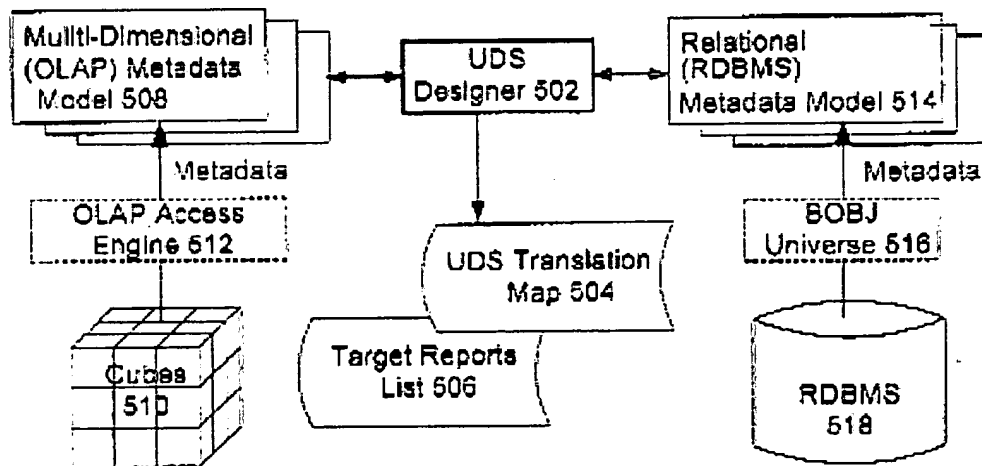 Muliti-Dimensional
(OLAP) Metadata
Model 508
UDS
Designer 502
Relational
(RDBMS)
Metadata Model 514
Metadata
Metadata
OLAP Access
Engine 512
BOBJ
Universe 516
UDS Translation
Map 504
Target Reports
List 506
Cubes
510
RDBMS
518